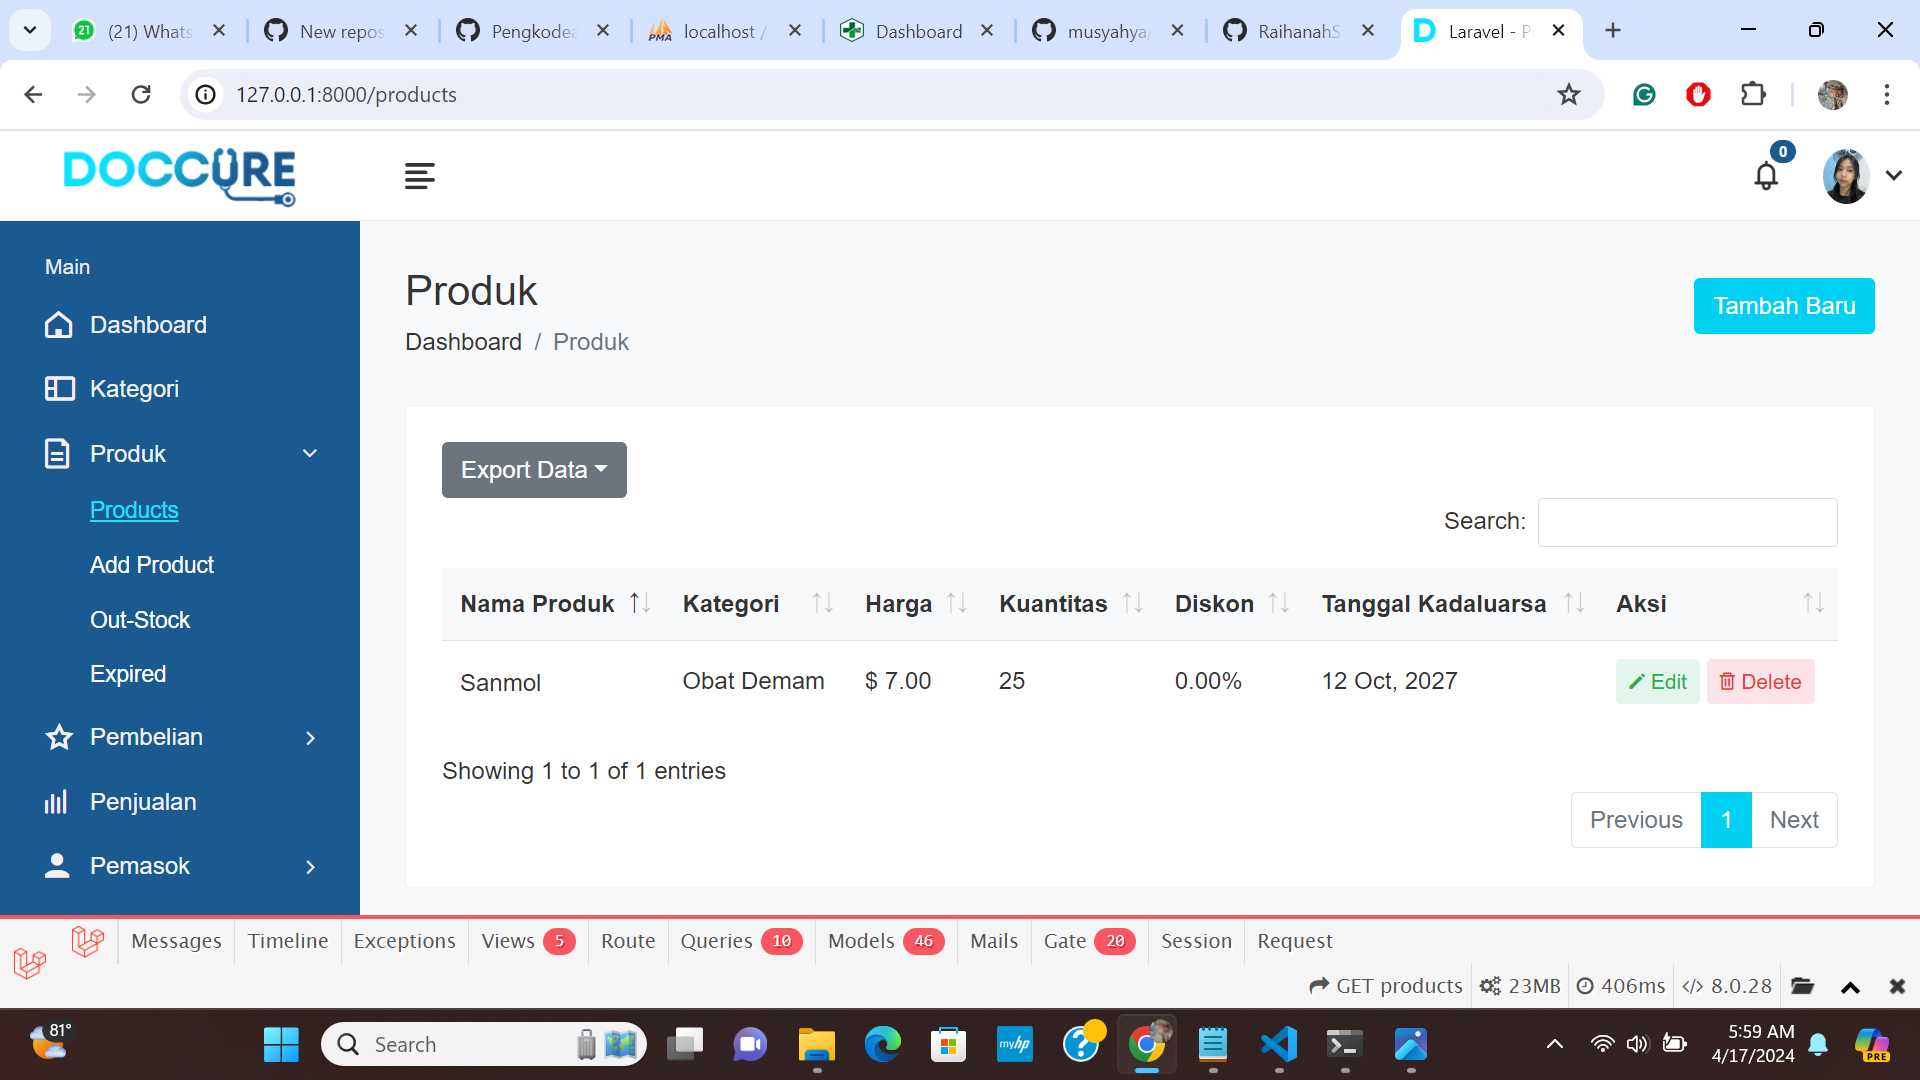 (21) Whats
New repos
Pengkodea
localhost /
Dashboard
musyahya/
RaihanahS
Laravel - P
127.0.0.1:8000/products
DOCCURE
0
Main
Dashboard
Kategori
Produk
Products
Add Product
Out-Stock
Expired
Pembelian
Penjualan
Pemasok
Produk
Dashboard / Produk
Tambah Baru
Export Data
Search:
Nama Produk Kategori Harga Kuantitas Diskon Tanggal Kadaluarsa Aksi
Sanmol Obat Demam $ 7.00 25 0.00% 12 Oct, 2027 Edit Delete
Showing 1 to 1 of 1 entries
Previous 1 Next
Messages Timeline Exceptions Views 5 Route Queries 10 Models 46 Mails Gate 20 Session Request
GET products 23MB 406ms </> 8.0.28
81°
Search
myhp
PRE
5:59 AM
4/17/2024